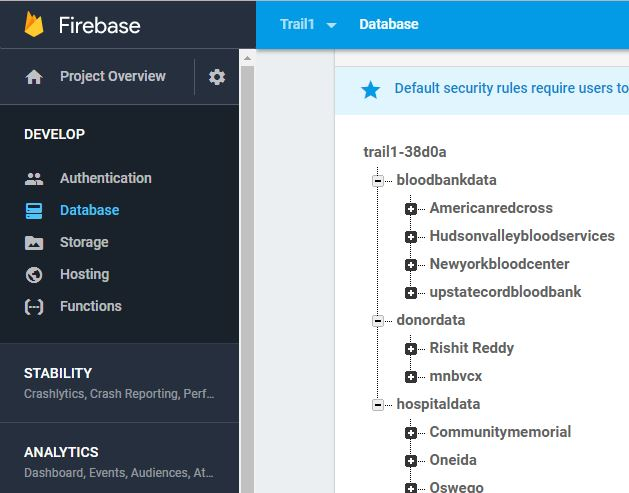 Firebase
Trail1 Database
Project Overview
Default security rules require users to
DEVELOP
Authentication
Database
Storage
Hosting
Functions
STABILITY
Crashlytics, Crash Reporting, Perf...
ANALYTICS
Dashboard, Events, Audiences, At...
trail1-38d0a
bloodbankdata
Americanredcross
Hudsonvalleybloodservices
Newyorkbloodcenter
upstatecordbloodbank
donordata
Rishit Reddy
mnbvcx
hospitaldata
Communitymemorial
Oneida
Oswego